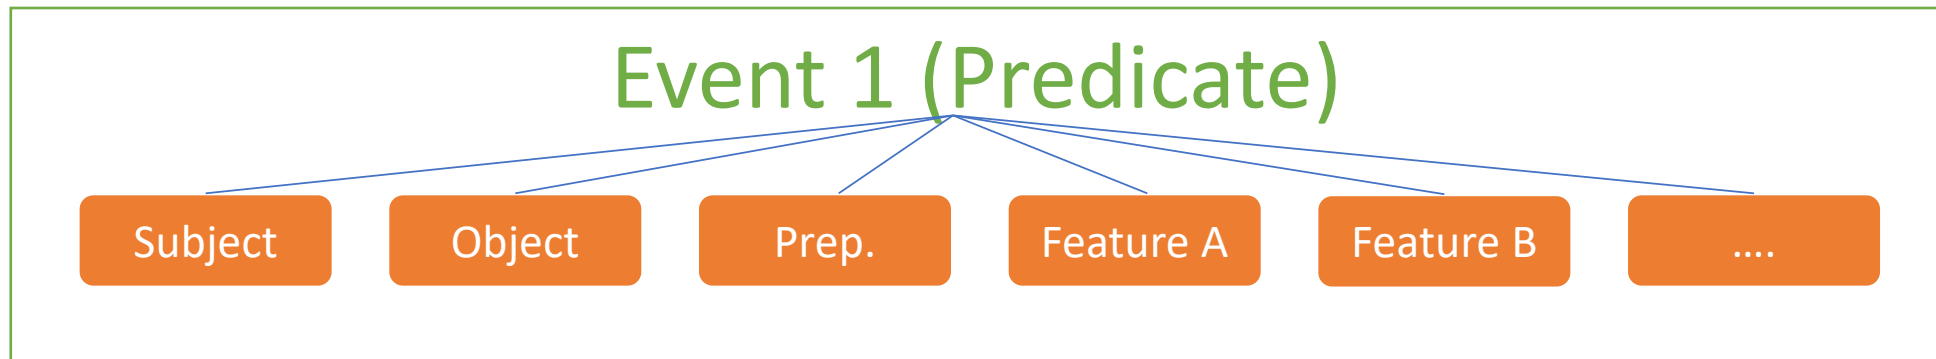 Event 1 (Predicate)
Subject
Object
Prep.
Feature A
Feature B
....